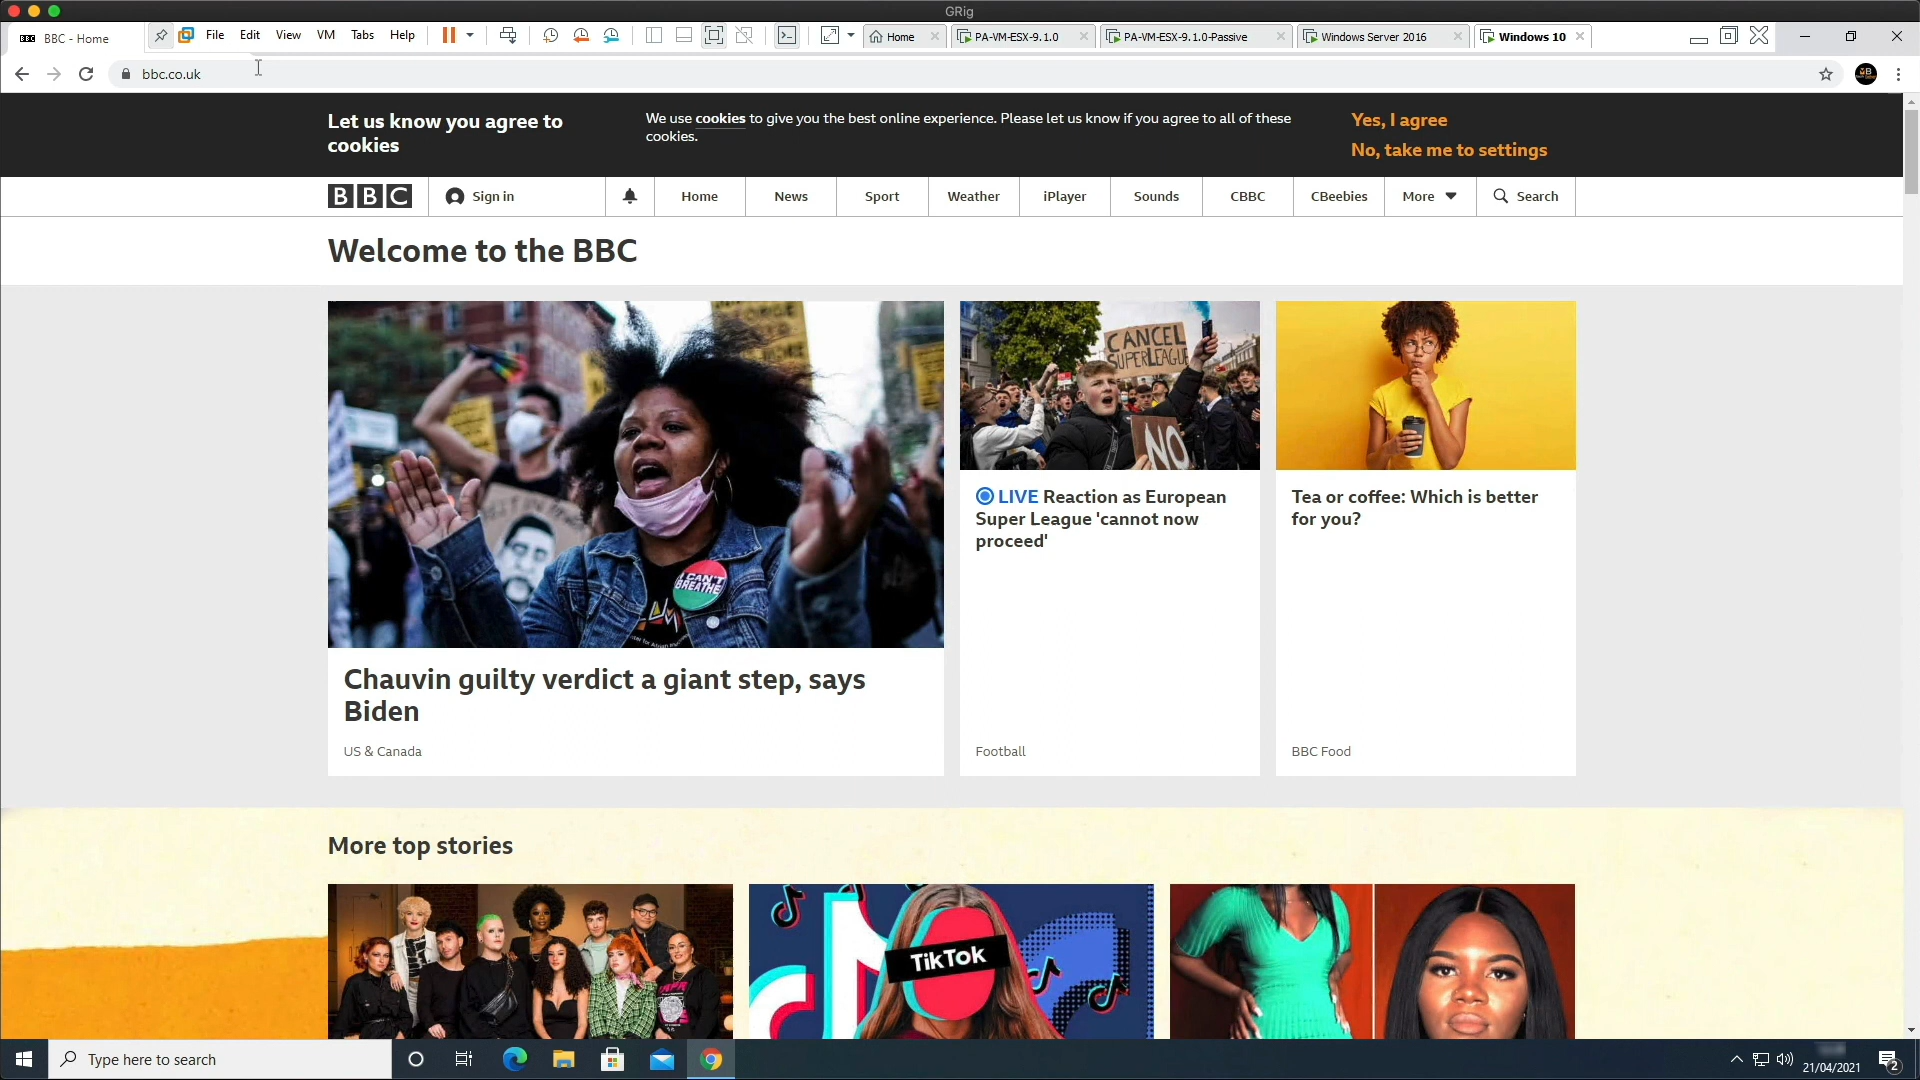 GRig
BBC - Home
File Edit View VM Tabs Help
Home
PA-VM-ESX-9.1.0
PA-VM-ESX-9.1.0-Passive
Windows Server 2016
Windows 10
bbc.co.uk
Let us know you agree to
cookies
We use cookies to give you the best online experience. Please let us know if you agree to all of these
cookies.
Yes, I agree
No, take me to settings
BBC
Sign in
Home
News
Sport
Weather
iPlayer
Sounds
CBBC
CBeebies
More
Search
Welcome to the BBC
CANCEL
SUPERLEAGUE
NO
I CAN'T
BREATHE
LIVE Reaction as European
Super League 'cannot now
proceed'
Tea or coffee: Which is better
for you?
Chauvin guilty verdict a giant step, says
Biden
US & Canada
Football
BBC Food
More top stories
TikTok
Type here to search
21/04/2021
2